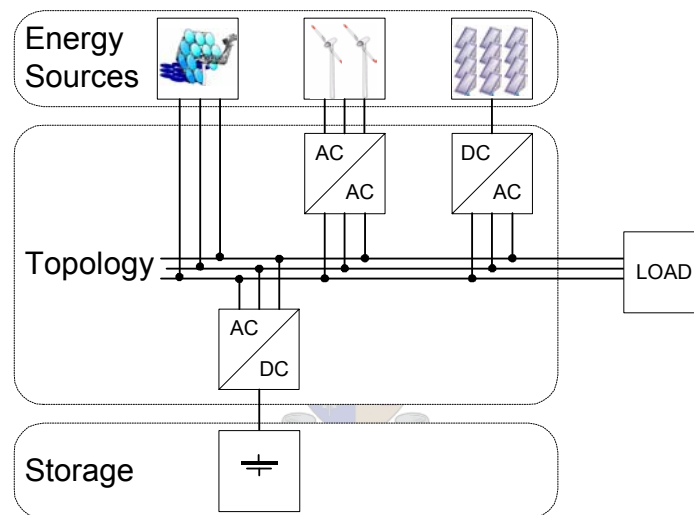 Energy
Sources
AC
AC
DC
AC
Topology
LOAD
AC
DC
Storage